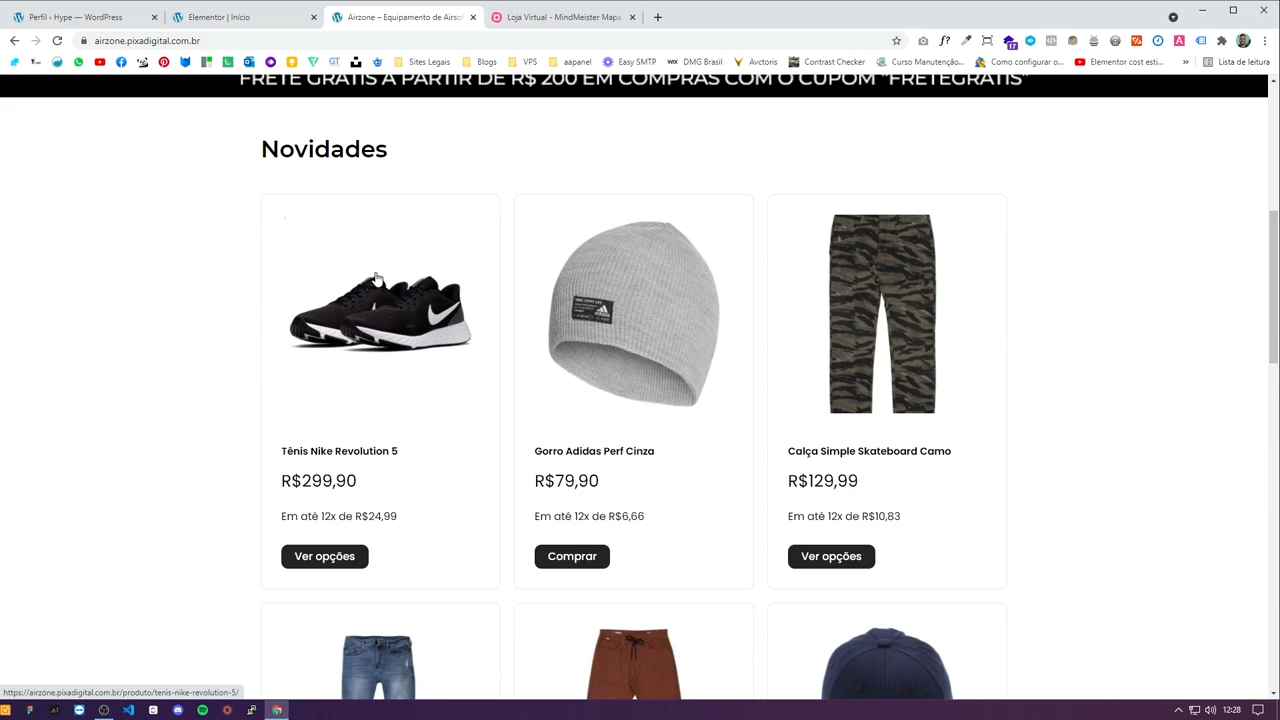 Perfil ‹ Hype — WordPress
Elementor | Início
Airzone – Equipamento de Airso
Loja Virtual - MindMeister Mapa
airzone.pixadigital.com.br
17
Sites Legais
Blogs
VPS
aapanel
Easy SMTP
DMG Brasil
Avctoris
Contrast Checker
Curso Manutenção...
Como configurar o...
Elementor cost esti...
»
Lista de leitura
FRETE GRÁTIS A PARTIR DE R$ 200 EM COMPRAS COM O CUPOM "FRETEGRATIS"
Novidades
Tênis Nike Revolution 5
R$299,90
Em até 12x de R$24,99
Ver opções
Gorro Adidas Perf Cinza
R$79,90
Em até 12x de R$6,66
Comprar
Calça Simple Skateboard Camo
R$129,99
Em até 12x de R$10,83
Ver opções
https://airzone.pixadigital.com.br/produto/tenis-nike-revolution-5/
12:28